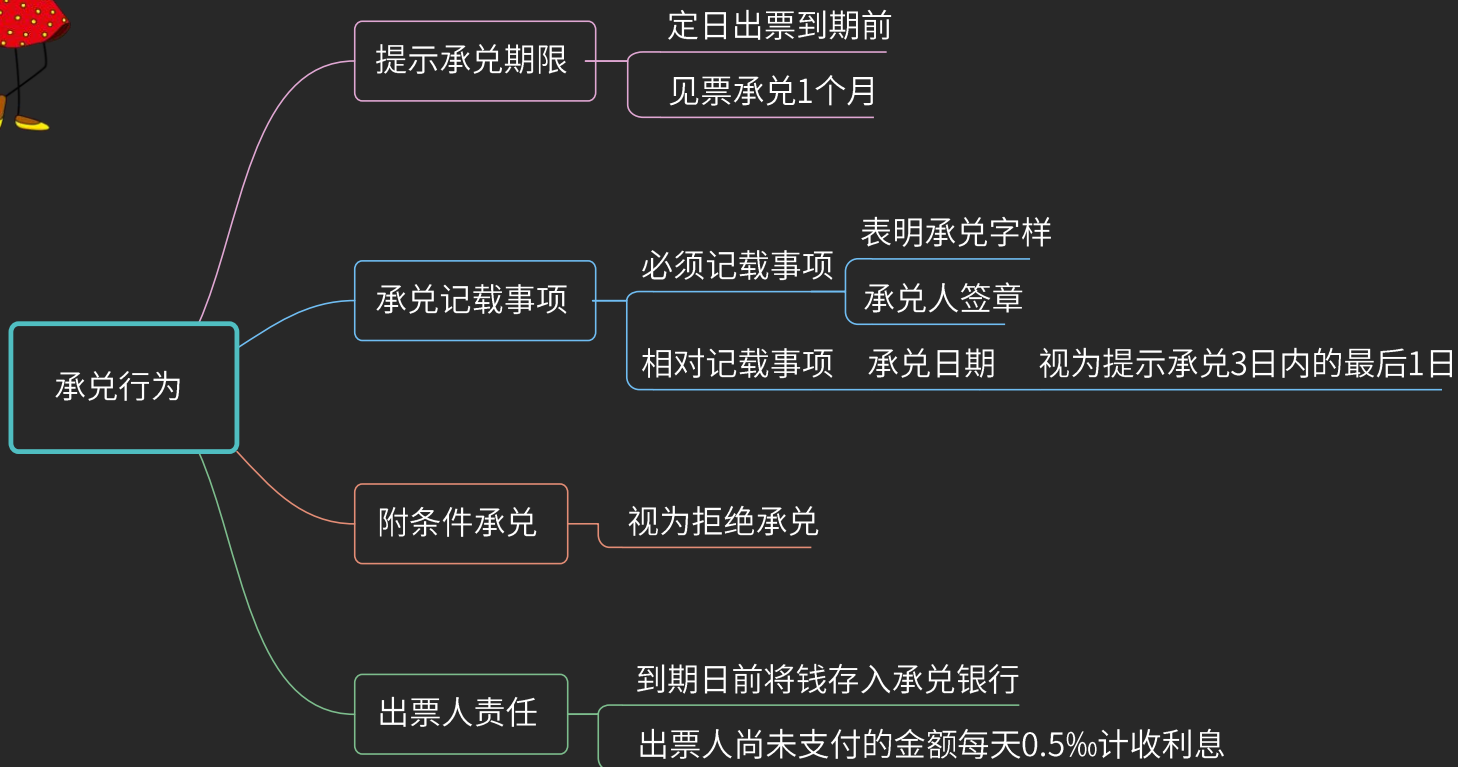 提示承兑期限
定日出票到期前
见票承兑1个月
承兑行为
承兑记载事项
必须记载事项
表明承兑字样
承兑人签章
相对记载事项 承兑日期 视为提示承兑3日内的最后1日
附条件承兑
视为拒绝承兑
出票人责任
到期日前将钱存入承兑银行
出票人尚未支付的金额每天0.5‰计收利息